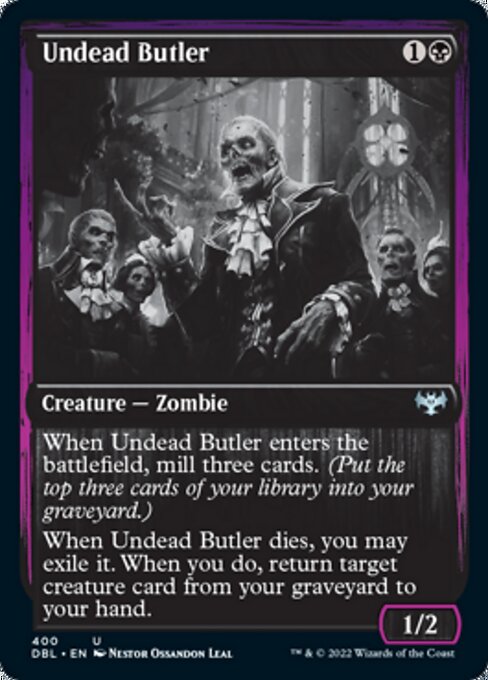 Undead Butler 1
Creature — Zombie
When Undead Butler enters the
battlefield, mill three cards. (Put the
top three cards of your library into your
graveyard.)
When Undead Butler dies, you may
exile it. When you do, return target
creature card from your graveyard to
your hand.
1/2
400 U
DBL • EN Nestor Ossandon Leal
™ & © 2022 Wizards of the Coast